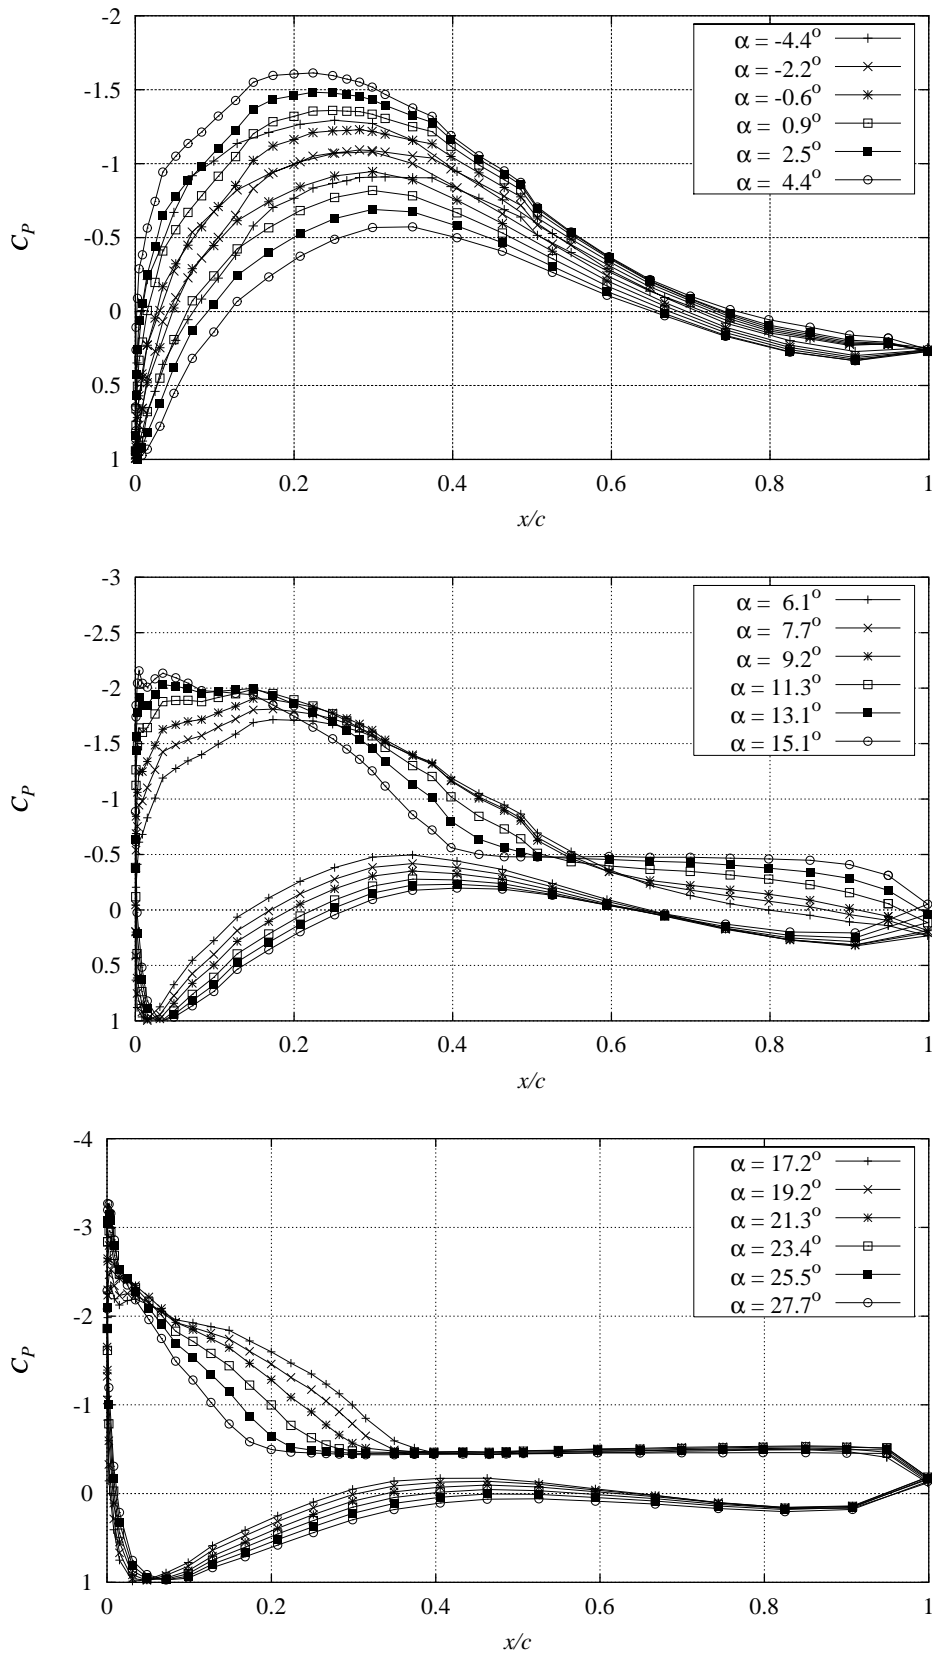 -2
-1.5
-1
-0.5
0
0.5
1
C_P
0 0.2 0.4 0.6 0.8 1
x/c
α = -4.4°
α = -2.2°
α = -0.6°
α = 0.9°
α = 2.5°
α = 4.4°
-3
-2.5
-2
-1.5
-1
-0.5
0
0.5
1
C_P
0 0.2 0.4 0.6 0.8 1
x/c
α = 6.1°
α = 7.7°
α = 9.2°
α = 11.3°
α = 13.1°
α = 15.1°
-4
-3
-2
-1
0
1
C_P
0 0.2 0.4 0.6 0.8 1
x/c
α = 17.2°
α = 19.2°
α = 21.3°
α = 23.4°
α = 25.5°
α = 27.7°